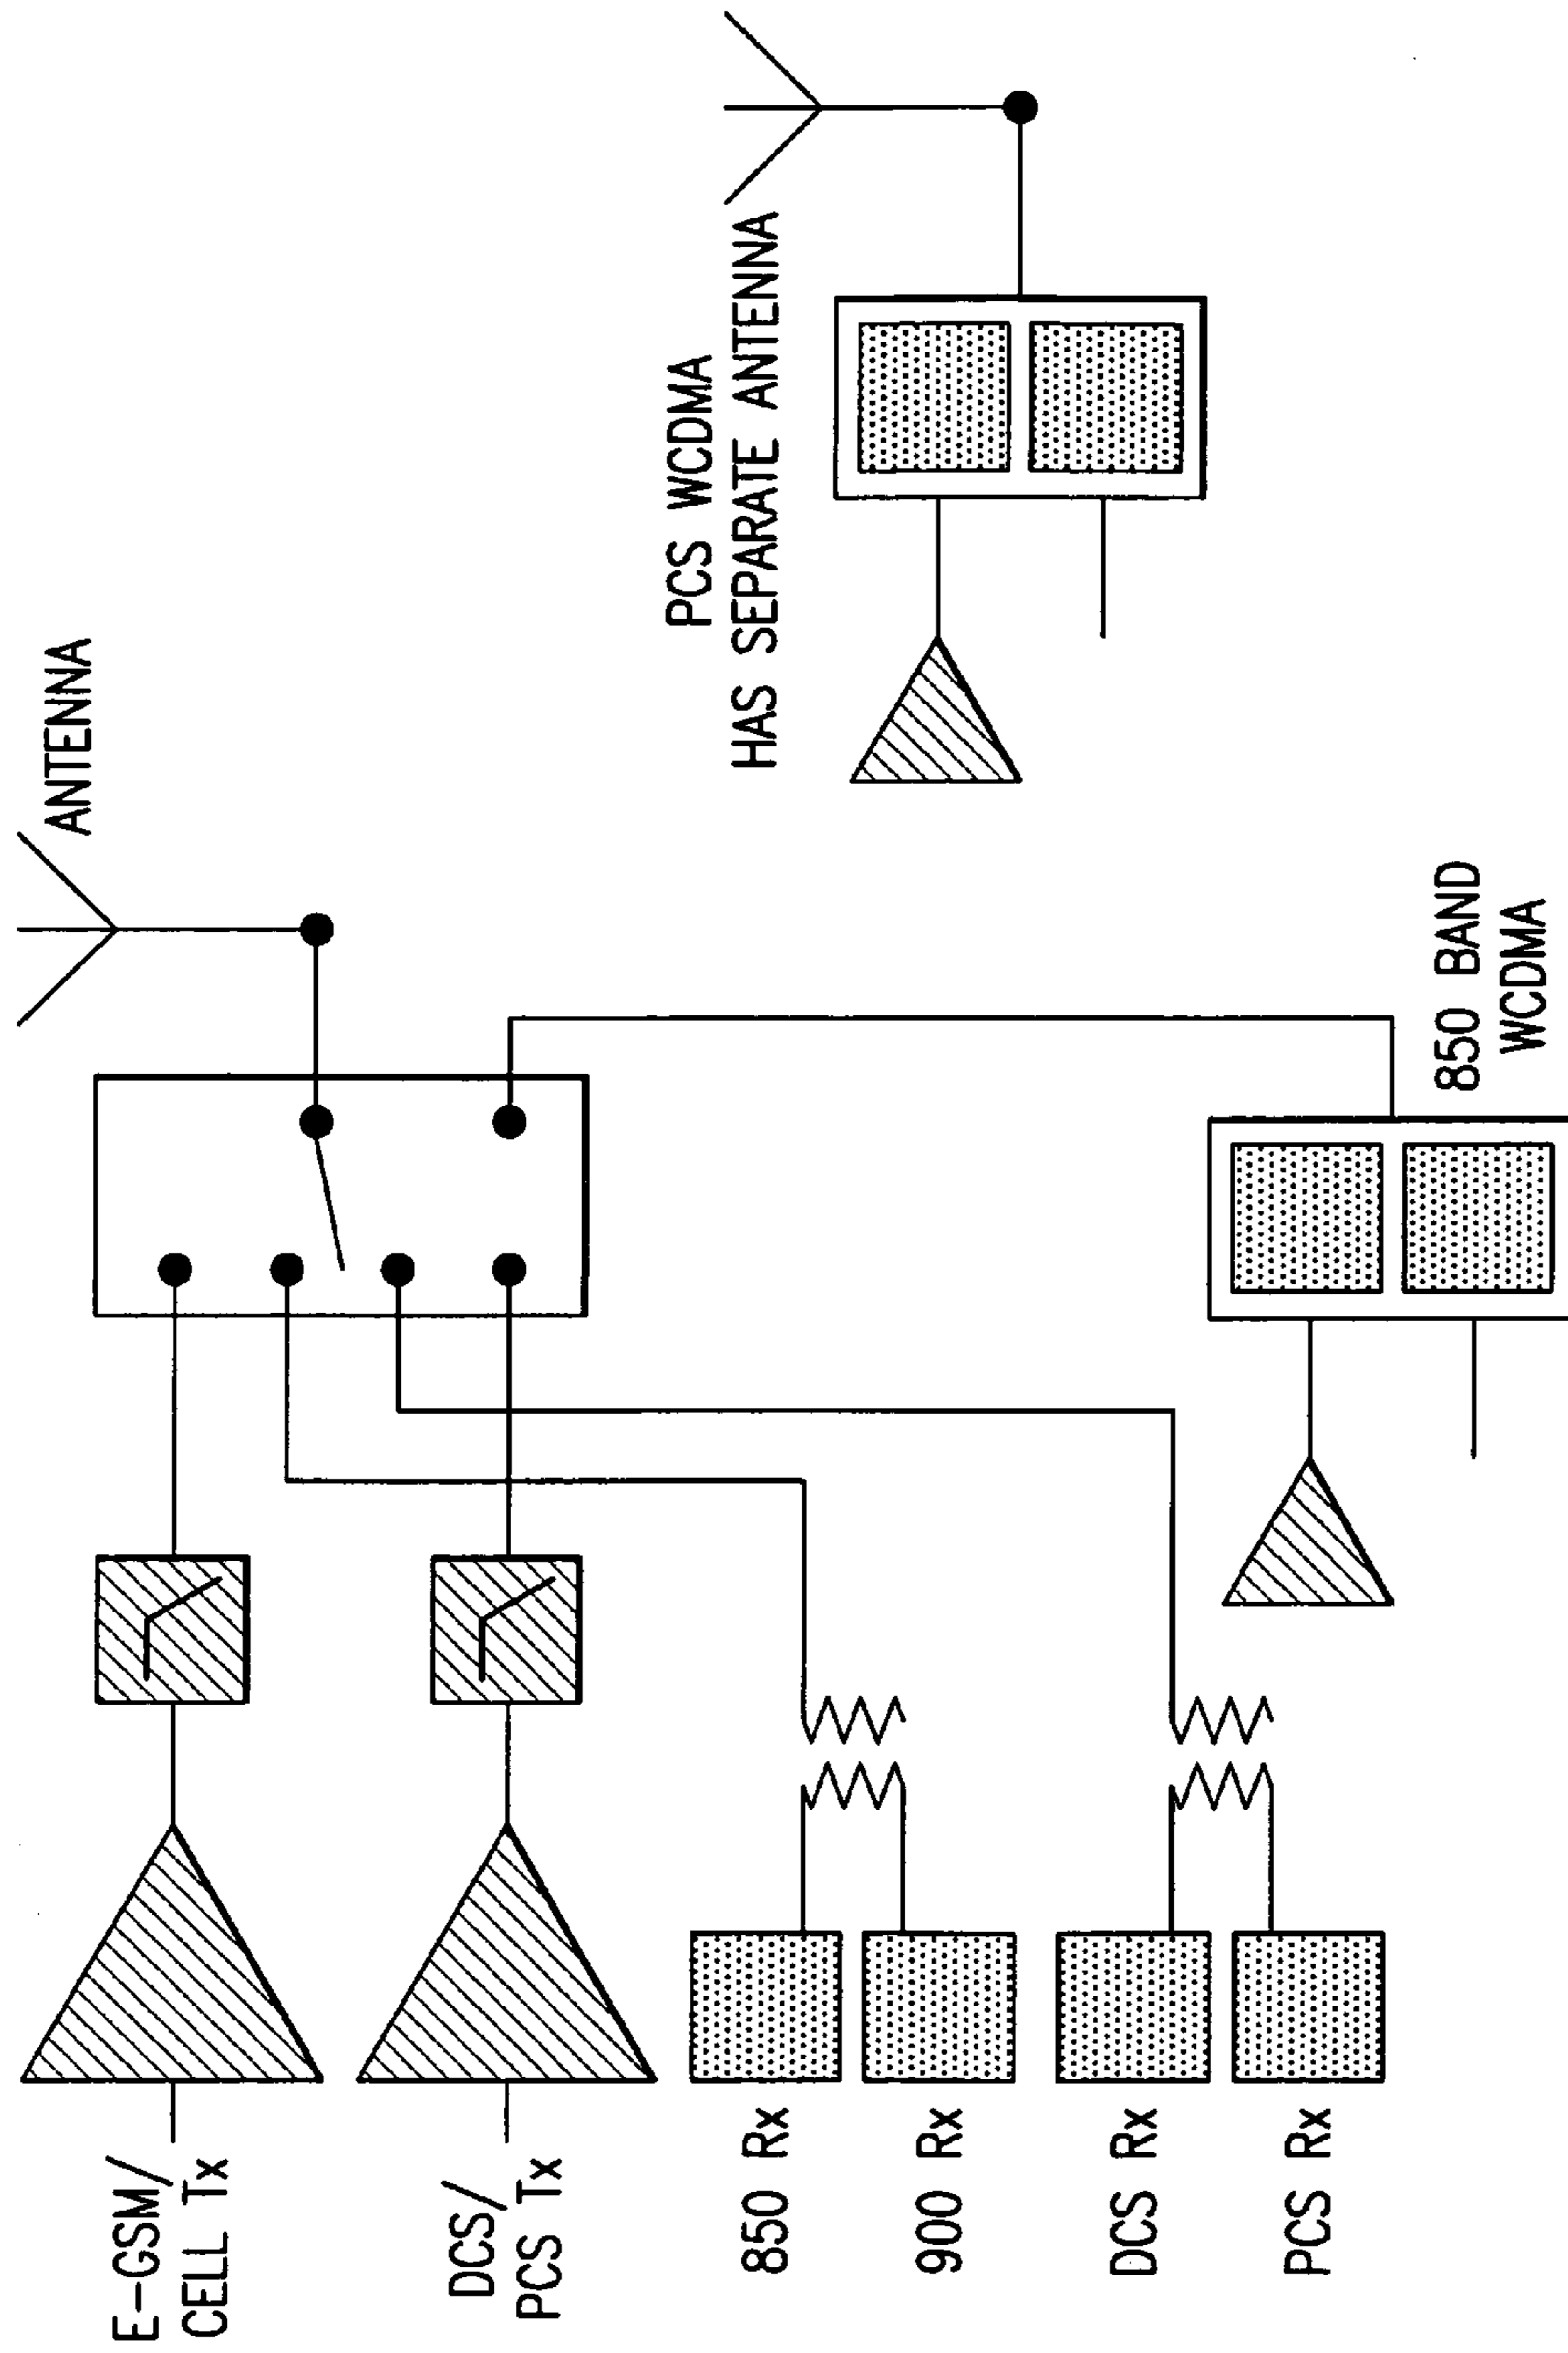 E-GSM/
CELL Tx
DCS/
PCS Tx
850 Rx
900 Rx
DCS Rx
PCS Rx
ANTENNA
850 BAND
WCDMA
PCS WCDMA
HAS SEPARATE ANTENNA